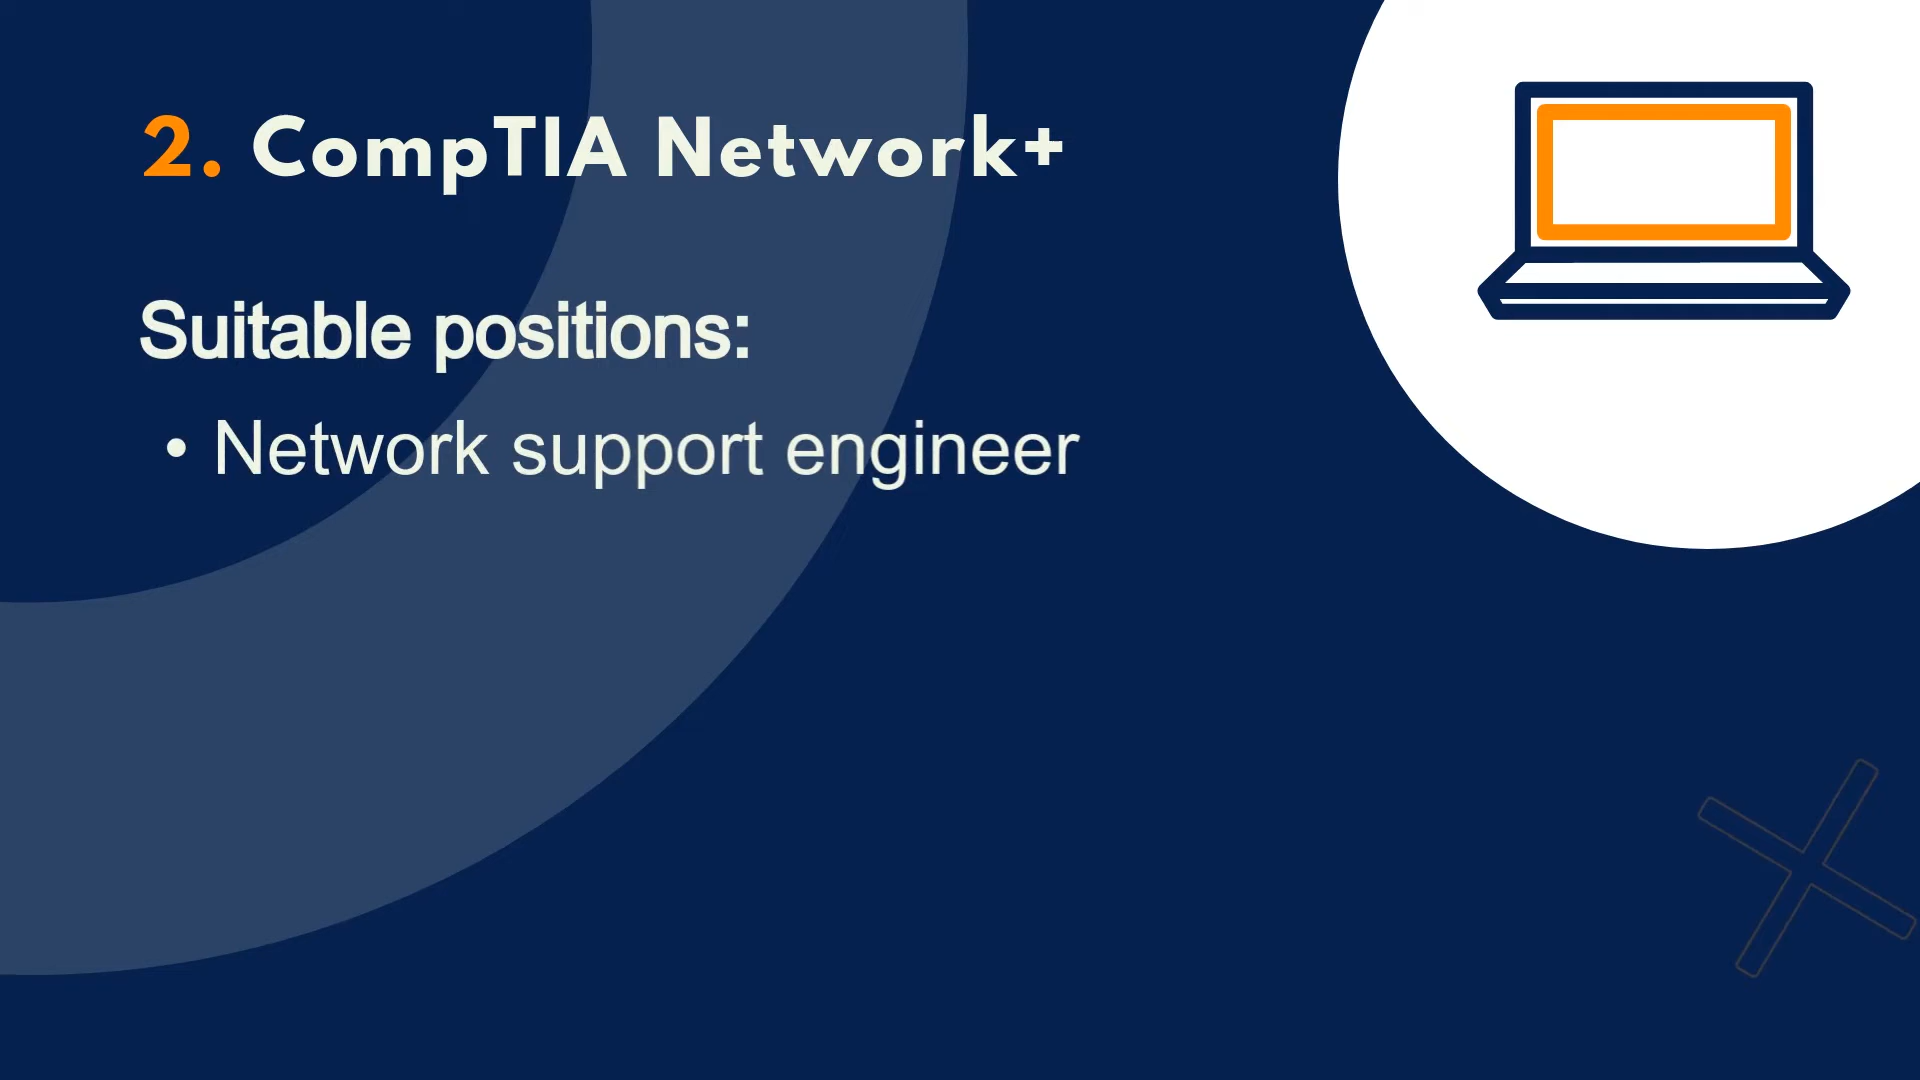 2. CompTIA Network+
Suitable positions:
• Network support engineer